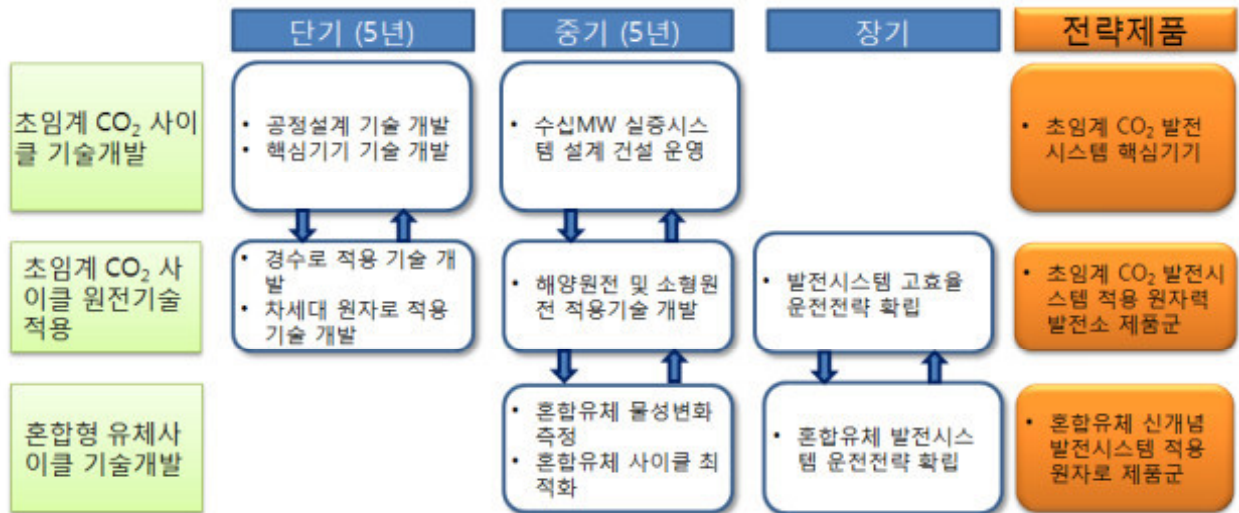 단기 (5년)
중기 (5년)
장기
전략제품
초임계 CO₂ 사이
클 기술개발
• 공정설계 기술 개발
• 핵심기기 기술 개발
• 수십MW 실증시스
템 설계 건설 운영
• 초임계 CO₂ 발전
시스템 핵심기기
초임계 CO₂ 사
이클 원전기술
적용
• 경수로 적용 기술 개
발
• 차세대 원자로 적용
기술 개발
• 해양원전 및 소형원
전 적용기술 개발
• 발전시스템 고효율
운전전략 확립
• 초임계 CO₂ 발전시
스템 적용 원자력
발전소 제품군
혼합형 유체사
이클 기술개발
• 혼합유체 물성변화
측정
• 혼합유체 사이클 최
적화
• 혼합유체 발전시스
템 운전전략 확립
• 혼합유체 신개념
발전시스템 적용
원자로 제품군